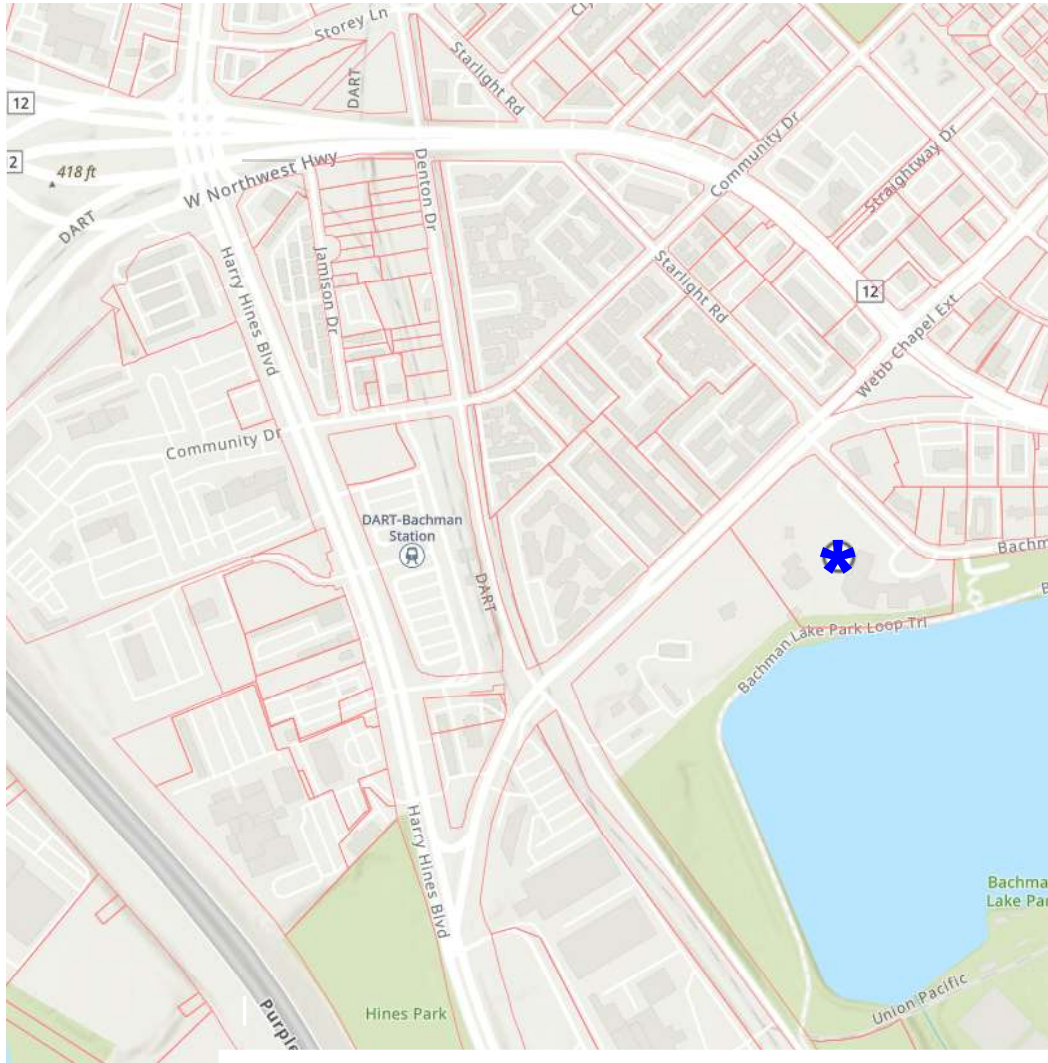 Storey Ln
Starlight Rd
DART
12
Community Dr
Straightway Dr
2
418 ft
W Northwest Hwy
Denton Dr
DART
Jamison Dr
Harry Hines Blvd
Starlight Rd
12
Webb Chapel Ext
Community Dr
DART-Bachman
Station
Bachm
DART
B
Bachman Lake Park Loop Trl
Harry Hines Blvd
Bachma
Lake Par
Union Pacific
Hines Park
Purple